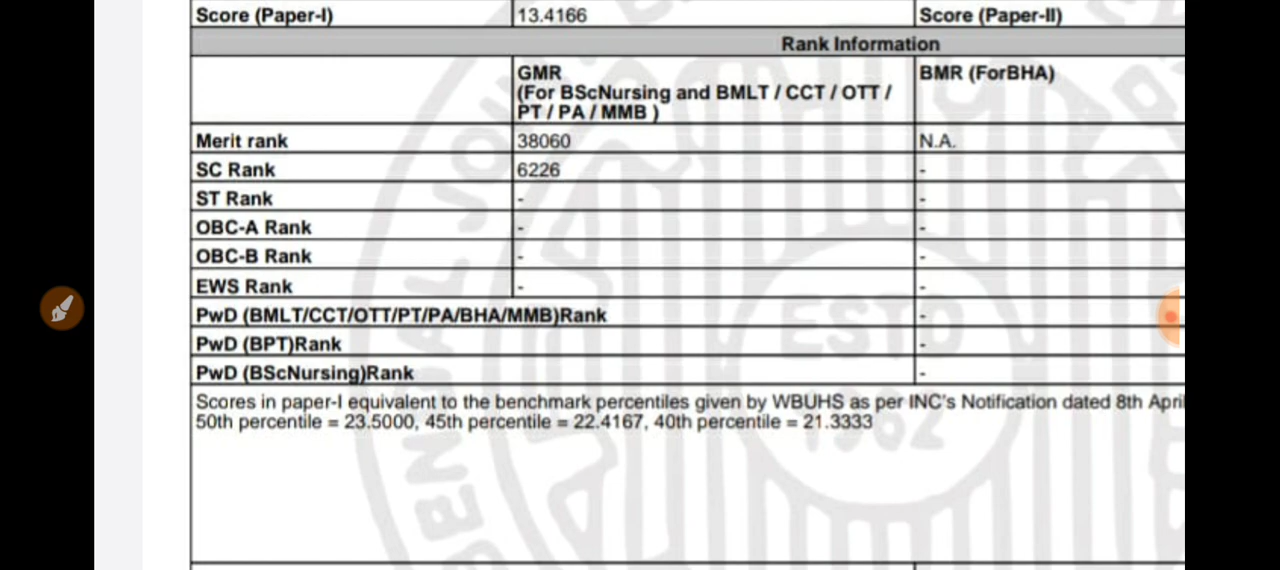 Score (Paper-I) 13.4166 Score (Paper-II)
Rank Information
GMR
(For BScNursing and BMLT / CCT / OTT /
PT / PA / MMB )
BMR (ForBHA)
Merit rank 38060 N.A.
SC Rank 6226 -
ST Rank - -
OBC-A Rank - -
OBC-B Rank - -
EWS Rank - -
PwD (BMLT/CCT/OTT/PT/PA/BHA/MMB)Rank -
PwD (BPT)Rank -
PwD (BScNursing)Rank -
Scores in paper-I equivalent to the benchmark percentiles given by WBUHS as per INC's Notification dated 8th April
50th percentile = 23.5000, 45th percentile = 22.4167, 40th percentile = 21.3333
ESTD
1962